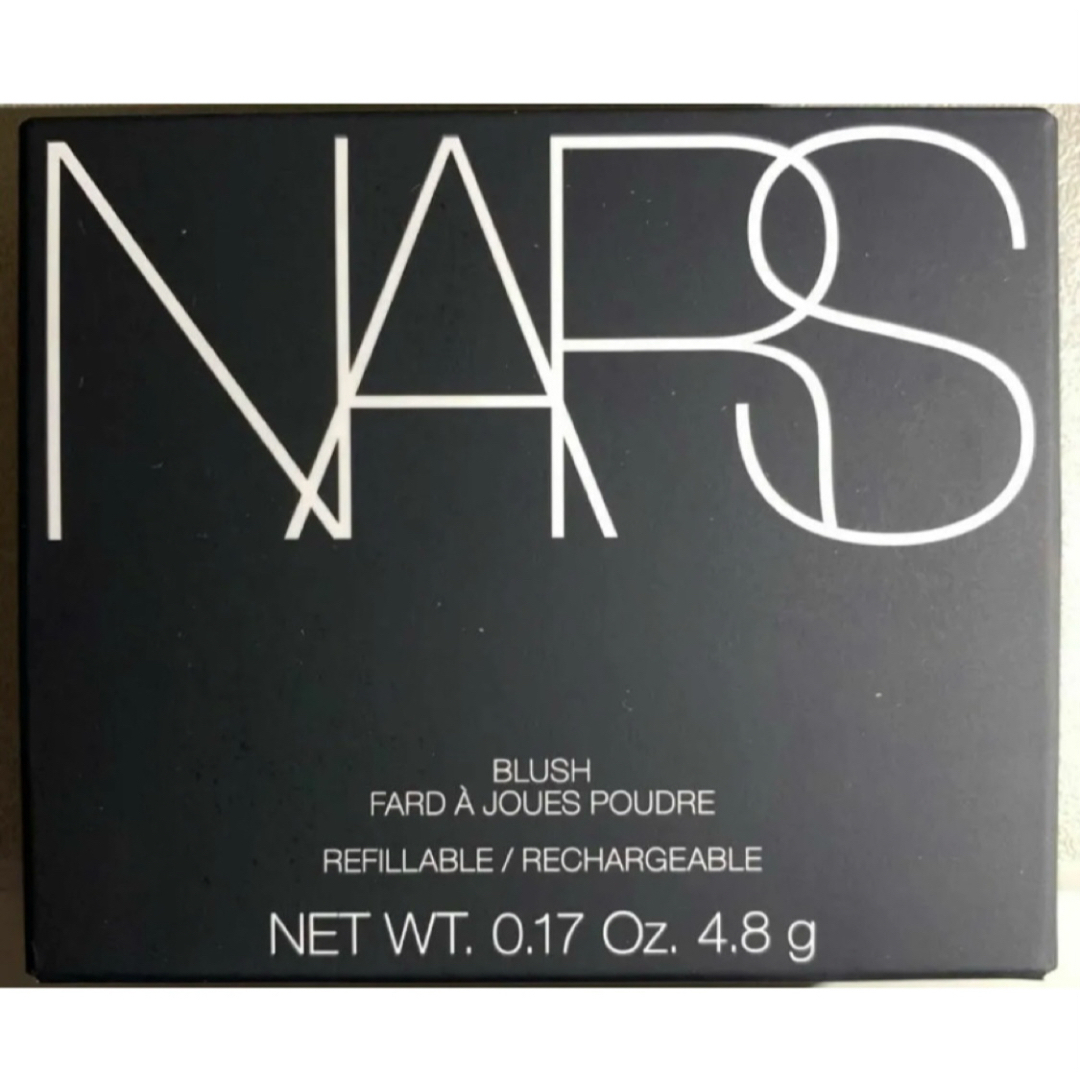 NARS
BLUSH
FARD À JOUES POUDRE
REFILLABLE / RECHARGEABLE
NET WT. 0.17 Oz. 4.8 g